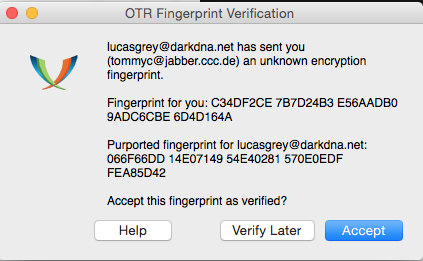 OTR Fingerprint Verification
lucasgrey@darkdna.net has sent you
(tommyc@jabber.ccc.de) an unknown encryption
fingerprint.
Fingerprint for you: C34DF2CE 7B7D24B3 E56AADB0
9ADC6CBE 6D4D164A
Purported fingerprint for lucasgrey@darkdna.net:
066F66DD 14E07149 54E40281 570E0EDF
FEA85D42
Accept this fingerprint as verified?
Help
Verify Later
Accept